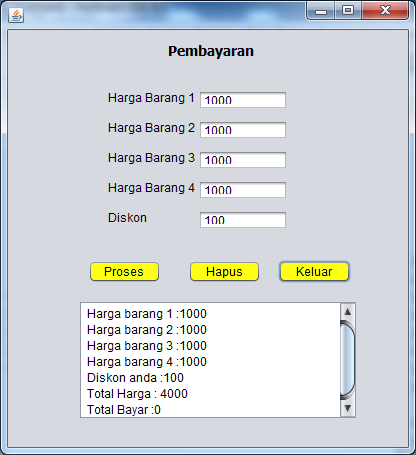 Pembayaran
Harga Barang 1 1000
Harga Barang 2 1000
Harga Barang 3 1000
Harga Barang 4 1000
Diskon 100
Proses Hapus Keluar
Harga barang 1 :1000
Harga barang 2 :1000
Harga barang 3 :1000
Harga barang 4 :1000
Diskon anda :100
Total Harga : 4000
Total Bayar :0